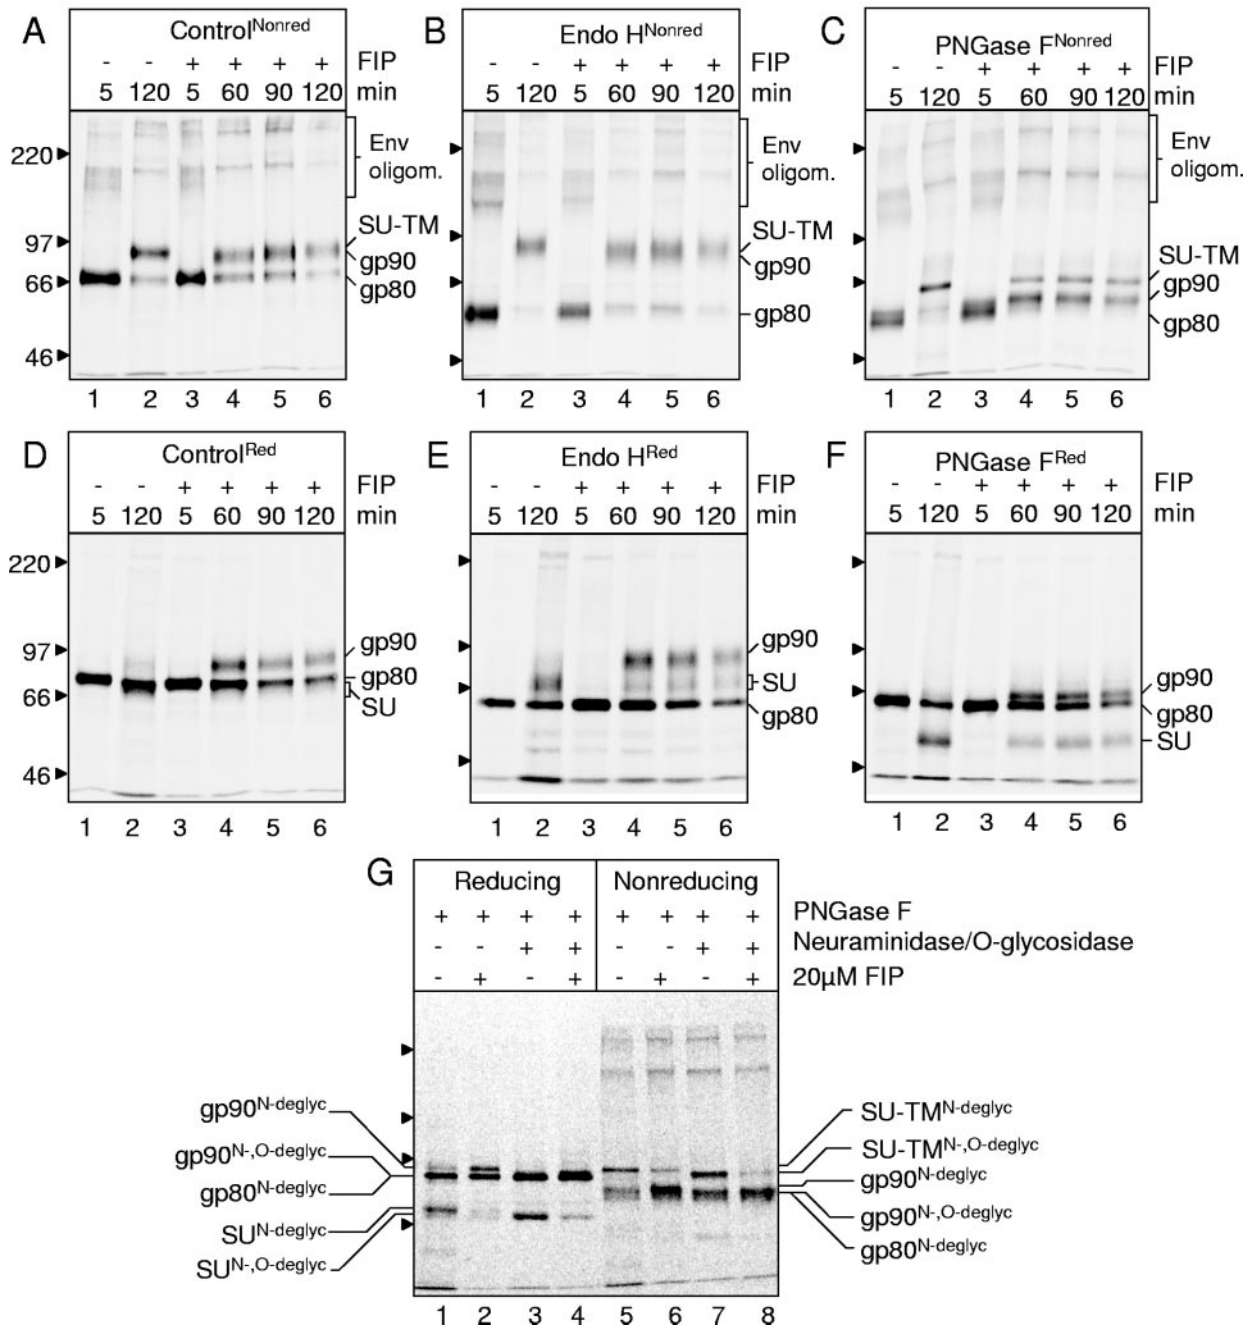 A
Control^Nonred
- - + + + + FIP
5 120 5 60 90 120 min
220
97
66
46
Env
oligom.
SU-TM
gp90
gp80
1 2 3 4 5 6
B
Endo H^Nonred
- - + + + + FIP
5 120 5 60 90 120 min
Env
oligom.
SU-TM
gp90
gp80
1 2 3 4 5 6
C
PNGase F^Nonred
- - + + + + FIP
5 120 5 60 90 120 min
Env
oligom.
SU-TM
gp90
gp80
1 2 3 4 5 6
D
Control^Red
- - + + + + FIP
5 120 5 60 90 120 min
220
97
66
46
gp90
gp80
SU
1 2 3 4 5 6
E
Endo H^Red
- - + + + + FIP
5 120 5 60 90 120 min
gp90
SU
gp80
1 2 3 4 5 6
F
PNGase F^Red
- - + + + + FIP
5 120 5 60 90 120 min
gp90
gp80
SU
1 2 3 4 5 6
G
Reducing Nonreducing
+ + + + + + + + PNGase F
- - + + - - + + Neuraminidase/O-glycosidase
- + - + - + - + 20µM FIP
gp90^N-deglyc
gp90^N-,O-deglyc
gp80^N-deglyc
SU^N-deglyc
SU^N-,O-deglyc
SU-TM^N-deglyc
SU-TM^N-,O-deglyc
gp90^N-deglyc
gp90^N-,O-deglyc
gp80^N-deglyc
1 2 3 4 5 6 7 8